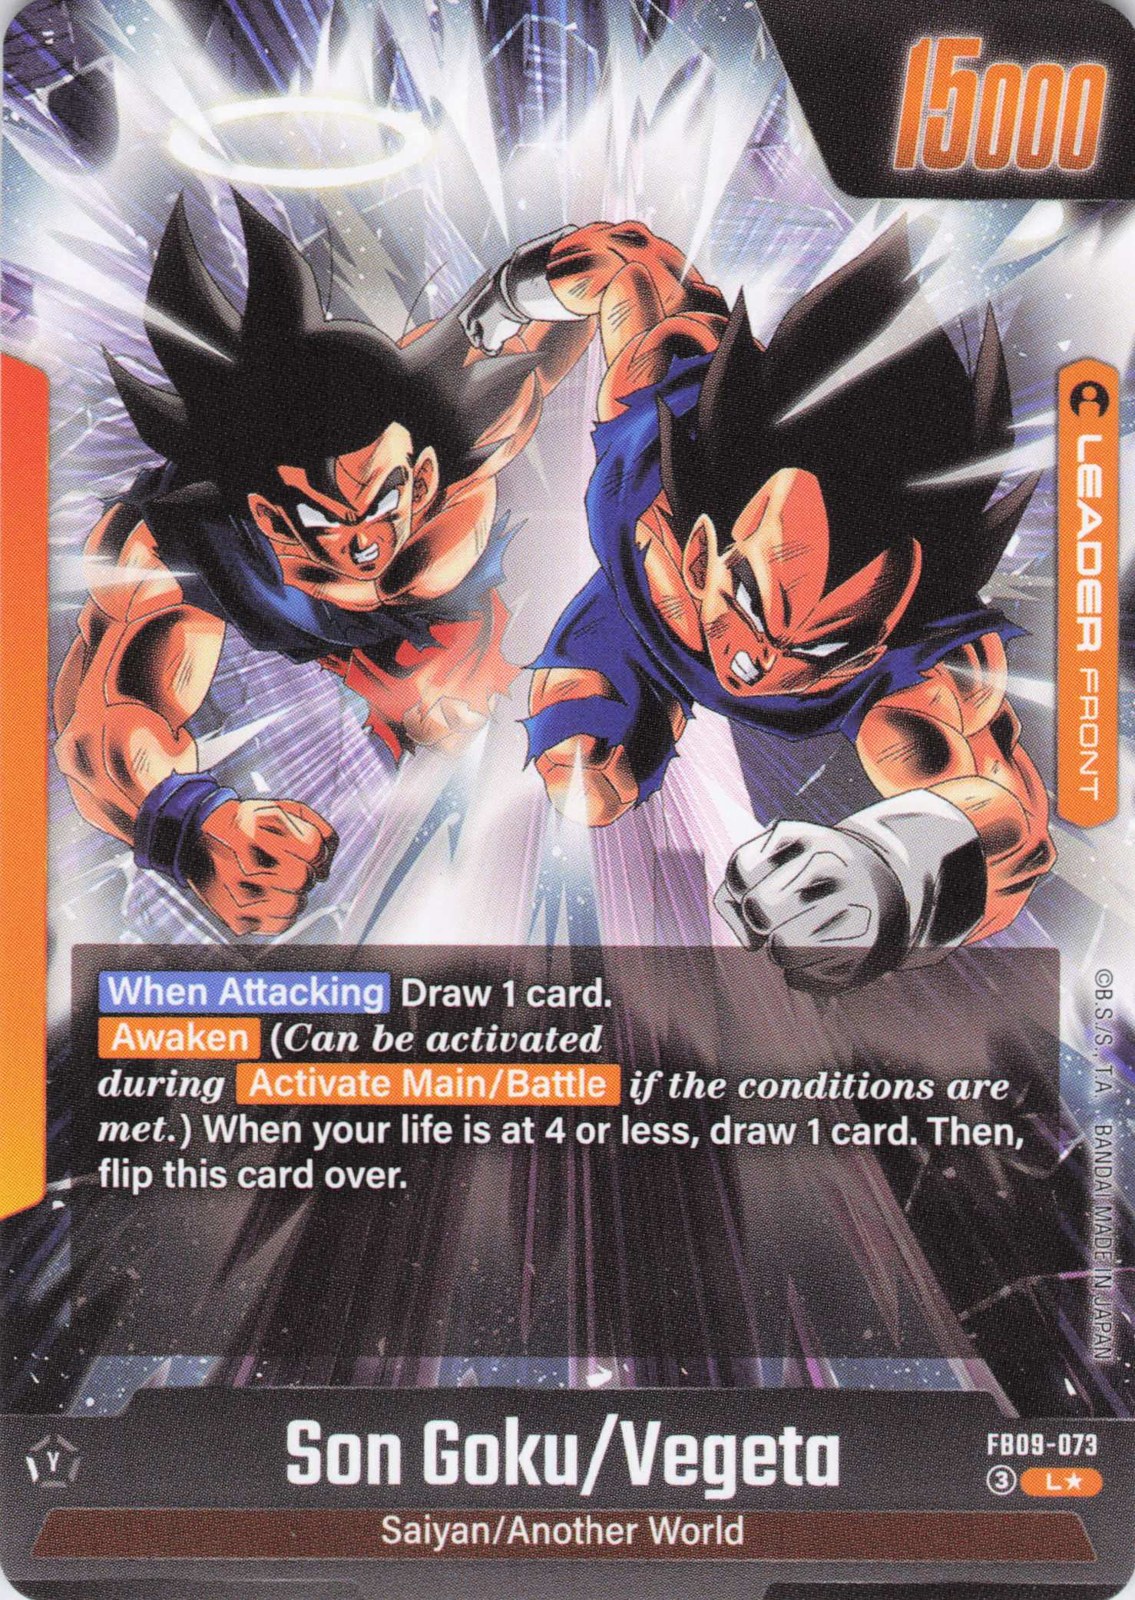 15000
LEADER FRONT
When Attacking Draw 1 card.
Awaken (Can be activated
during Activate Main/Battle if the conditions are
met.) When your life is at 4 or less, draw 1 card. Then,
flip this card over.
©B.S./S., T.A. BANDAI MADE IN JAPAN
Y
Son Goku/Vegeta
FB09-073
3 L★
Saiyan/Another World